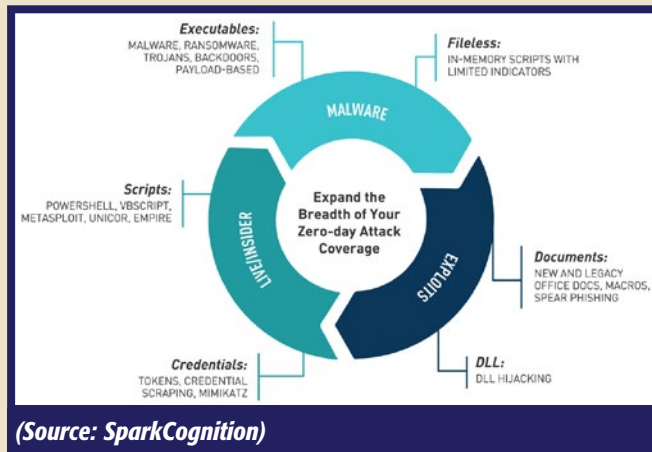 Executables:
MALWARE, RANSOMWARE,
TROJANS, BACKDOORS,
PAYLOAD-BASED
Fileless:
IN-MEMORY SCRIPTS WITH
LIMITED INDICATORS
MALWARE
Scripts:
POWERSHELL, VBSCRIPT,
METASPLOIT, UNICOR, EMPIRE
LIVE/INSIDER
Expand the
Breadth of Your
Zero-day Attack
Coverage
EXPLOITS
Documents:
NEW AND LEGACY
OFFICE DOCS, MACROS,
SPEAR PHISHING
Credentials:
TOKENS, CREDENTIAL
SCRAPING, MIMIKATZ
DLL:
DLL HIJACKING
(Source: SparkCognition)